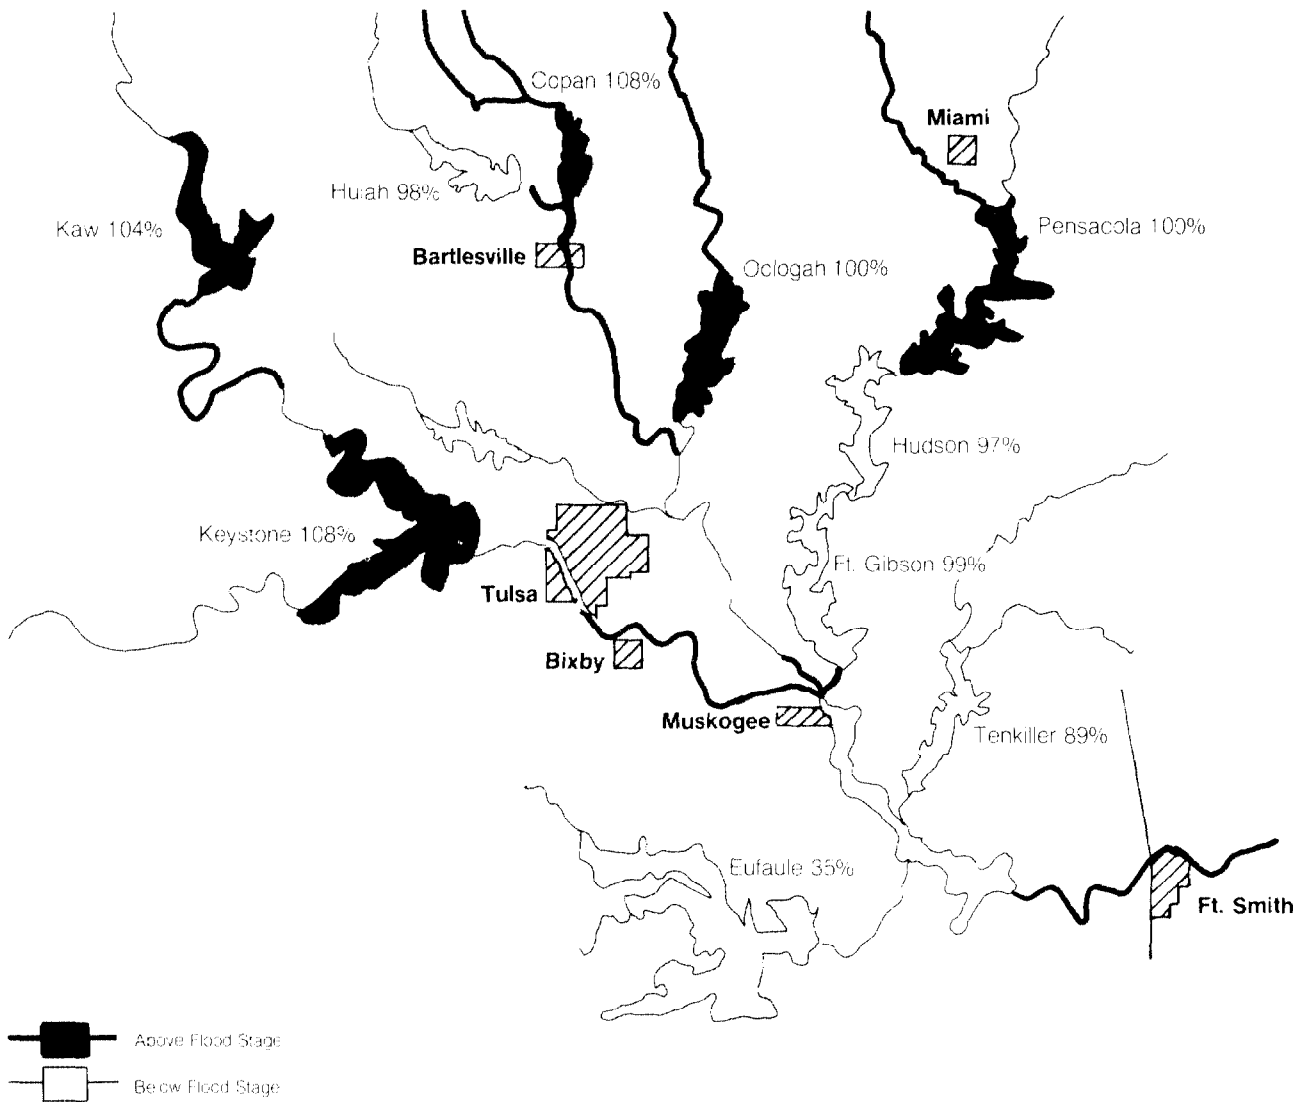 Copan 108%
Miami
Hulah 98%
Kaw 104%
Pensacola 100%
Bartlesville
Oologah 100%
Hudson 97%
Keystone 108%
Ft. Gibson 99%
Tulsa
Bixby
Muskogee
Tenkiller 89%
Eufaule 35%
Ft. Smith
Above Flood Stage
Below Flood Stage